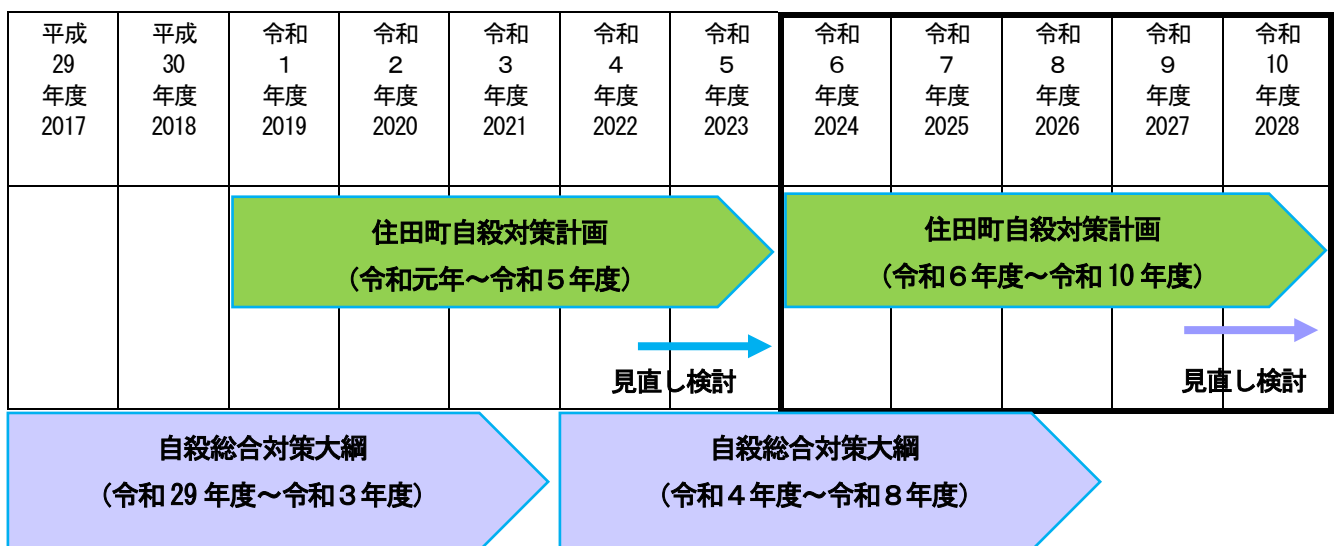 平成 平成 令和 令和 令和 令和 令和 令和 令和 令和 令和 令和
29 30 1 2 3 4 5 6 7 8 9 10
年度 年度 年度 年度 年度 年度 年度 年度 年度 年度 年度 年度
2017 2018 2019 2020 2021 2022 2023 2024 2025 2026 2027 2028
住田町自殺対策計画
（令和元年～令和５年度）
住田町自殺対策計画
（令和６年度～令和 10 年度）
見直し検討
見直し検討
自殺総合対策大綱
（令和 29 年度～令和３年度）
自殺総合対策大綱
（令和４年度～令和８年度）